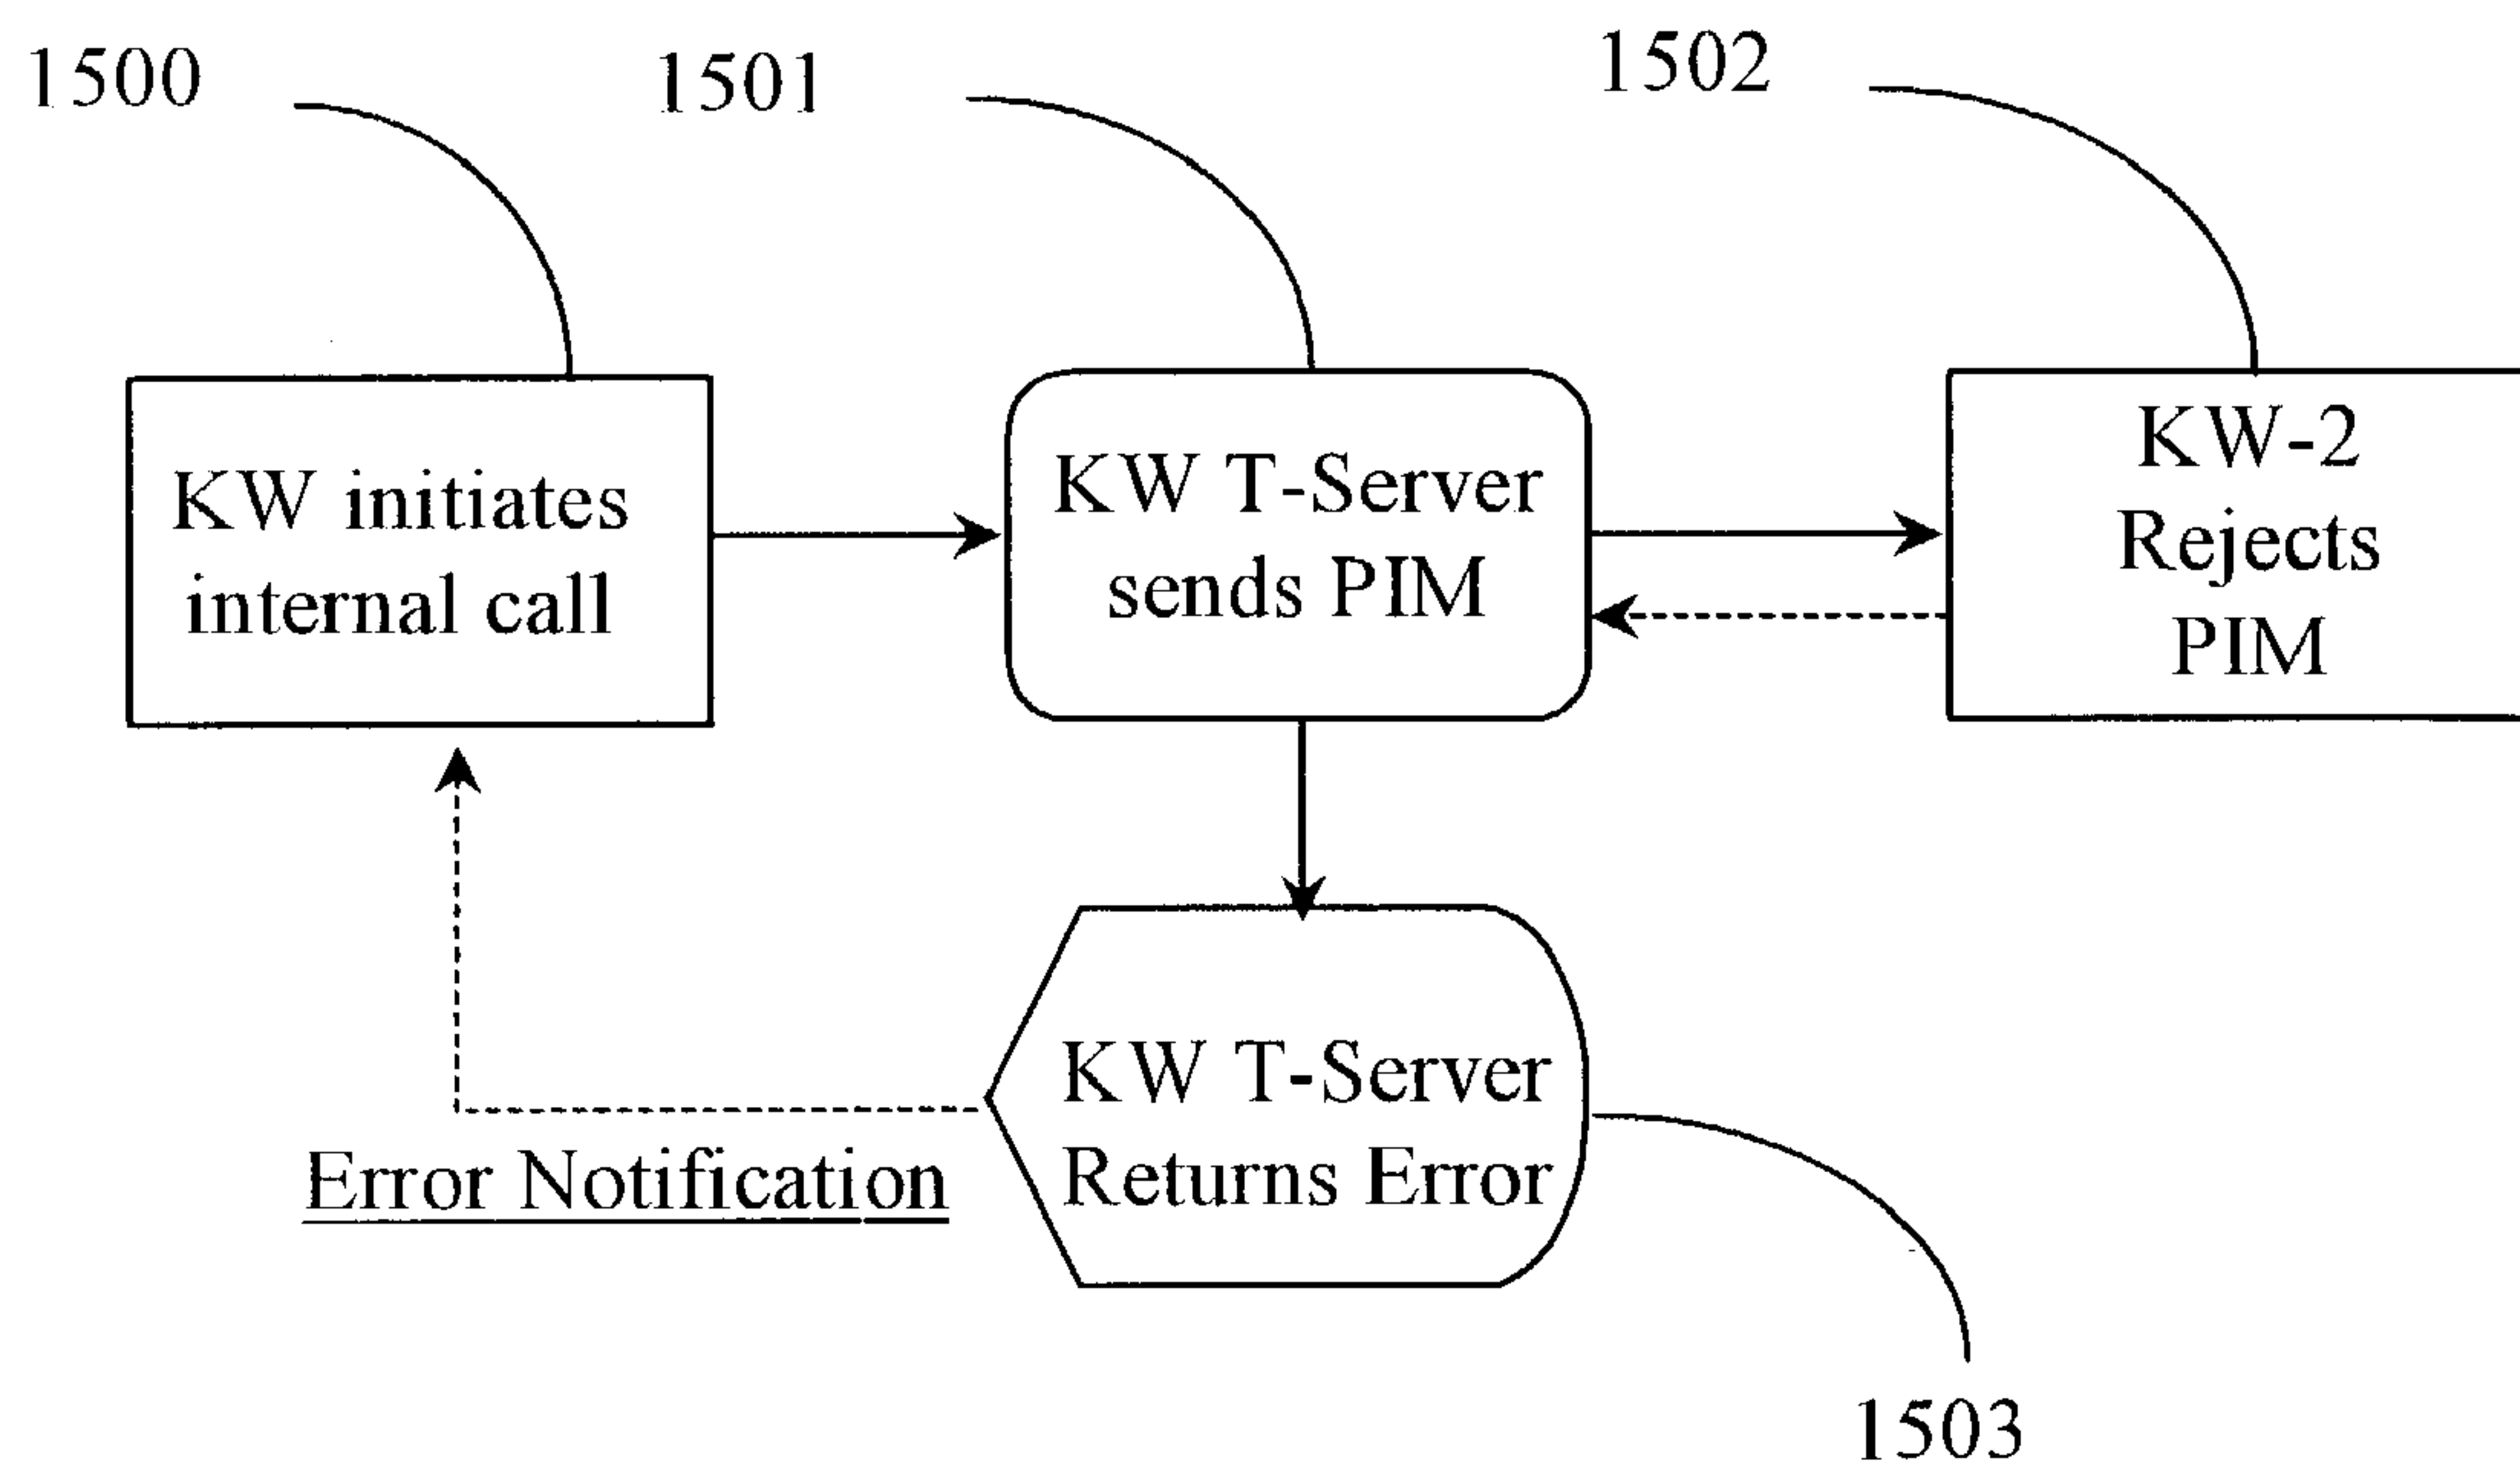 1500
1501
1502
KW initiates
internal call
KW T-Server
sends PIM
KW-2
Rejects
PIM
KW T-Server
Returns Error
Error Notification
1503